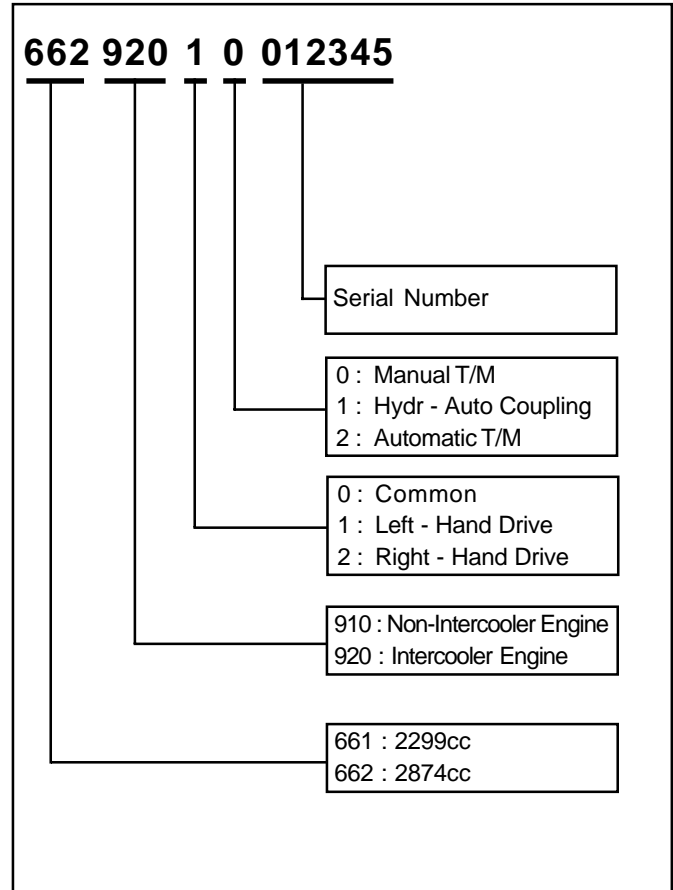 662 920 1 0 012345
Serial Number
0 : Manual T/M
1 : Hydr - Auto Coupling
2 : Automatic T/M
0 : Common
1 : Left - Hand Drive
2 : Right - Hand Drive
910 : Non-Intercooler Engine
920 : Intercooler Engine
661 : 2299cc
662 : 2874cc